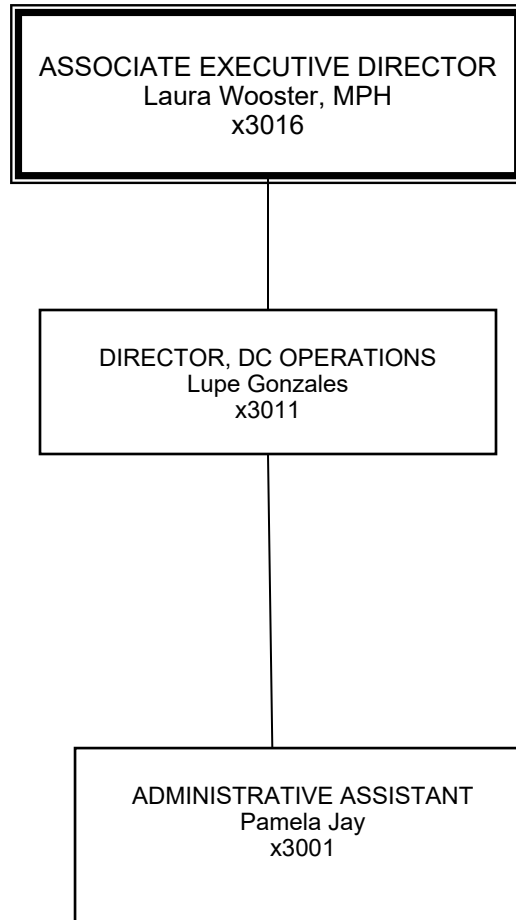 ASSOCIATE EXECUTIVE DIRECTOR
Laura Wooster, MPH
x3016
DIRECTOR, DC OPERATIONS
Lupe Gonzales
x3011
ADMINISTRATIVE ASSISTANT
Pamela Jay
x3001